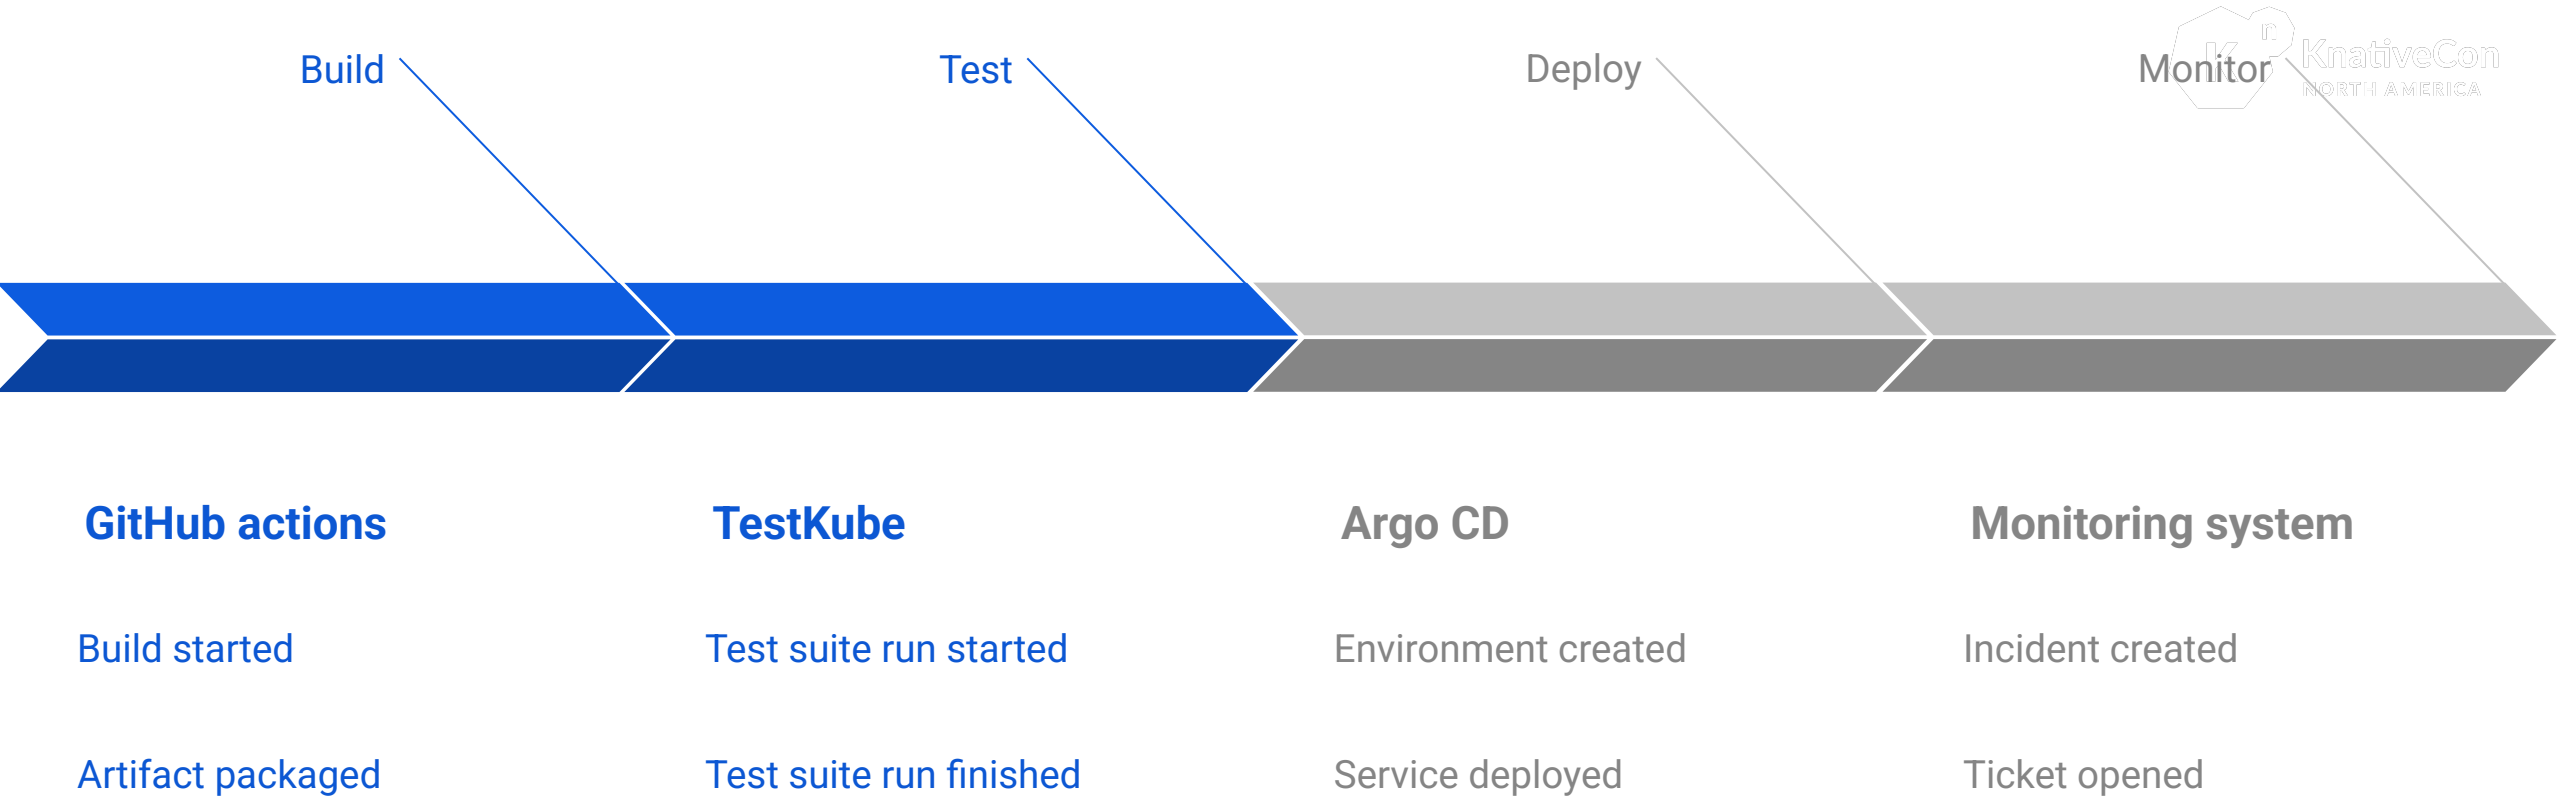 Build
Test
Deploy
Monitor
Kn
KnativeCon
NORTH AMERICA
GitHub actions
TestKube
Argo CD
Monitoring system
Build started
Test suite run started
Environment created
Incident created
Artifact packaged
Test suite run finished
Service deployed
Ticket opened